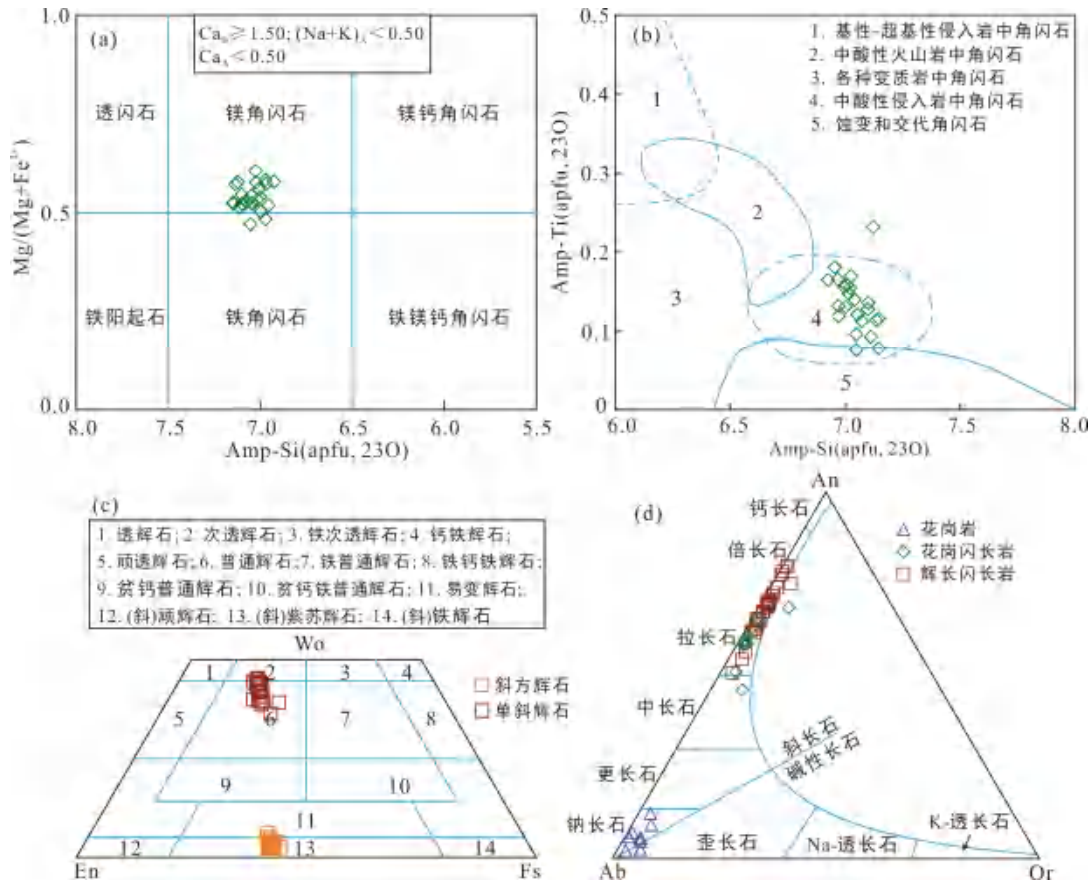 (a)
Ca_B≥1.50; (Na+K)_A<0.50
Ca_A<0.50
透闪石
镁角闪石
镁钙角闪石
铁阳起石
铁角闪石
铁镁钙角闪石
1.0
0.5
0.0
8.0
7.5
7.0
6.5
6.0
5.5
Mg/(Mg+Fe²⁺)
Amp-Si(apfu, 23O)
(b)
1. 基性-超基性侵入岩中角闪石
2. 中酸性火山岩中角闪石
3. 各种变质岩中角闪石
4. 中酸性侵入岩中角闪石
5. 蚀变和交代角闪石
1
2
3
4
5
0.5
0.4
0.3
0.2
0.1
0
6.0
6.5
7.0
7.5
8.0
Amp-Ti(apfu, 23O)
Amp-Si(apfu, 23O)
(c)
1. 透辉石; 2. 次透辉石; 3. 铁次透辉石; 4. 钙铁辉石;
5. 顽透辉石; 6. 普通辉石; 7. 铁普通辉石; 8. 铁钙铁辉石;
9. 贫钙普通辉石; 10. 贫钙铁普通辉石; 11. 易变辉石;
12. (斜)顽辉石; 13. (斜)紫苏辉石; 14. (斜)铁辉石
Wo
1
2
3
4
5
6
7
8
9
10
11
12
13
14
En
Fs
斜方辉石
单斜辉石
(d)
An
钙长石
倍长石
拉长石
中长石
更长石
钠长石
斜长石
碱性长石
歪长石
Na-透长石
K-透长石
Ab
Or
花岗岩
花岗闪长岩
辉长闪长岩